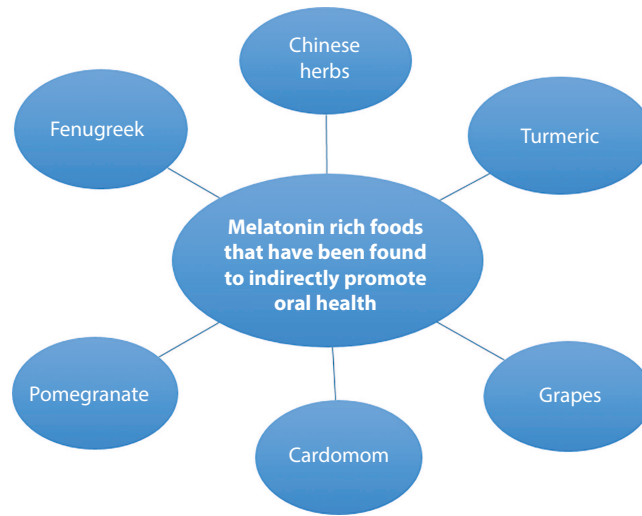 Chinese
herbs
Fenugreek
Turmeric
Melatonin rich foods
that have been found
to indirectly promote
oral health
Pomegranate
Grapes
Cardomom